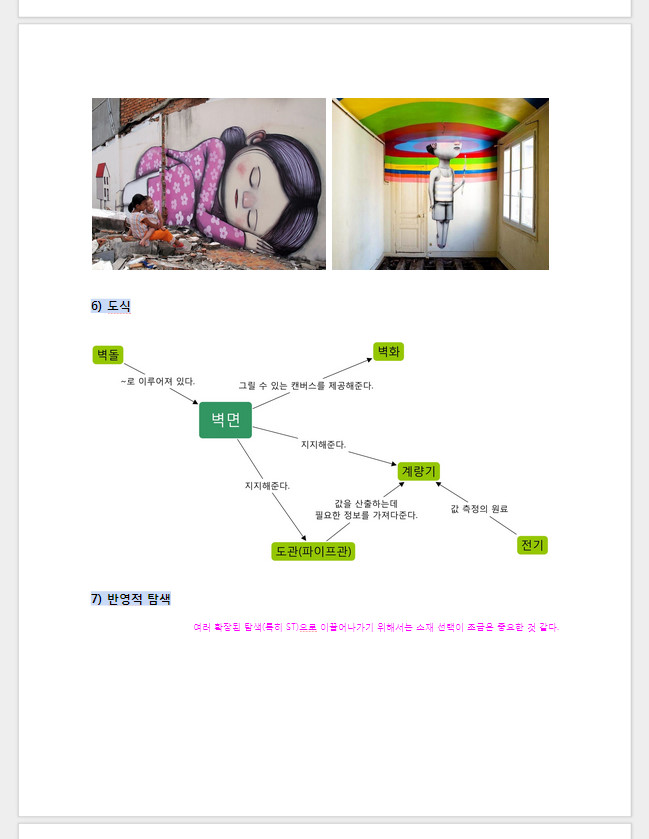 6) 도식
벽돌
벽화
~로 이루어져 있다.
그릴 수 있는 캔버스를 제공해준다.
벽면
지지해준다.
계량기
지지해준다.
값을 산출하는데
필요한 정보를 가져다준다.
값 측정의 원료
도관(파이프관)
전기
7) 반영적 탐색
여러 확장된 탐색(특히 ST)으로 이끌어나가기 위해서는 소재 선택이 조금은 중요한 것 같다.